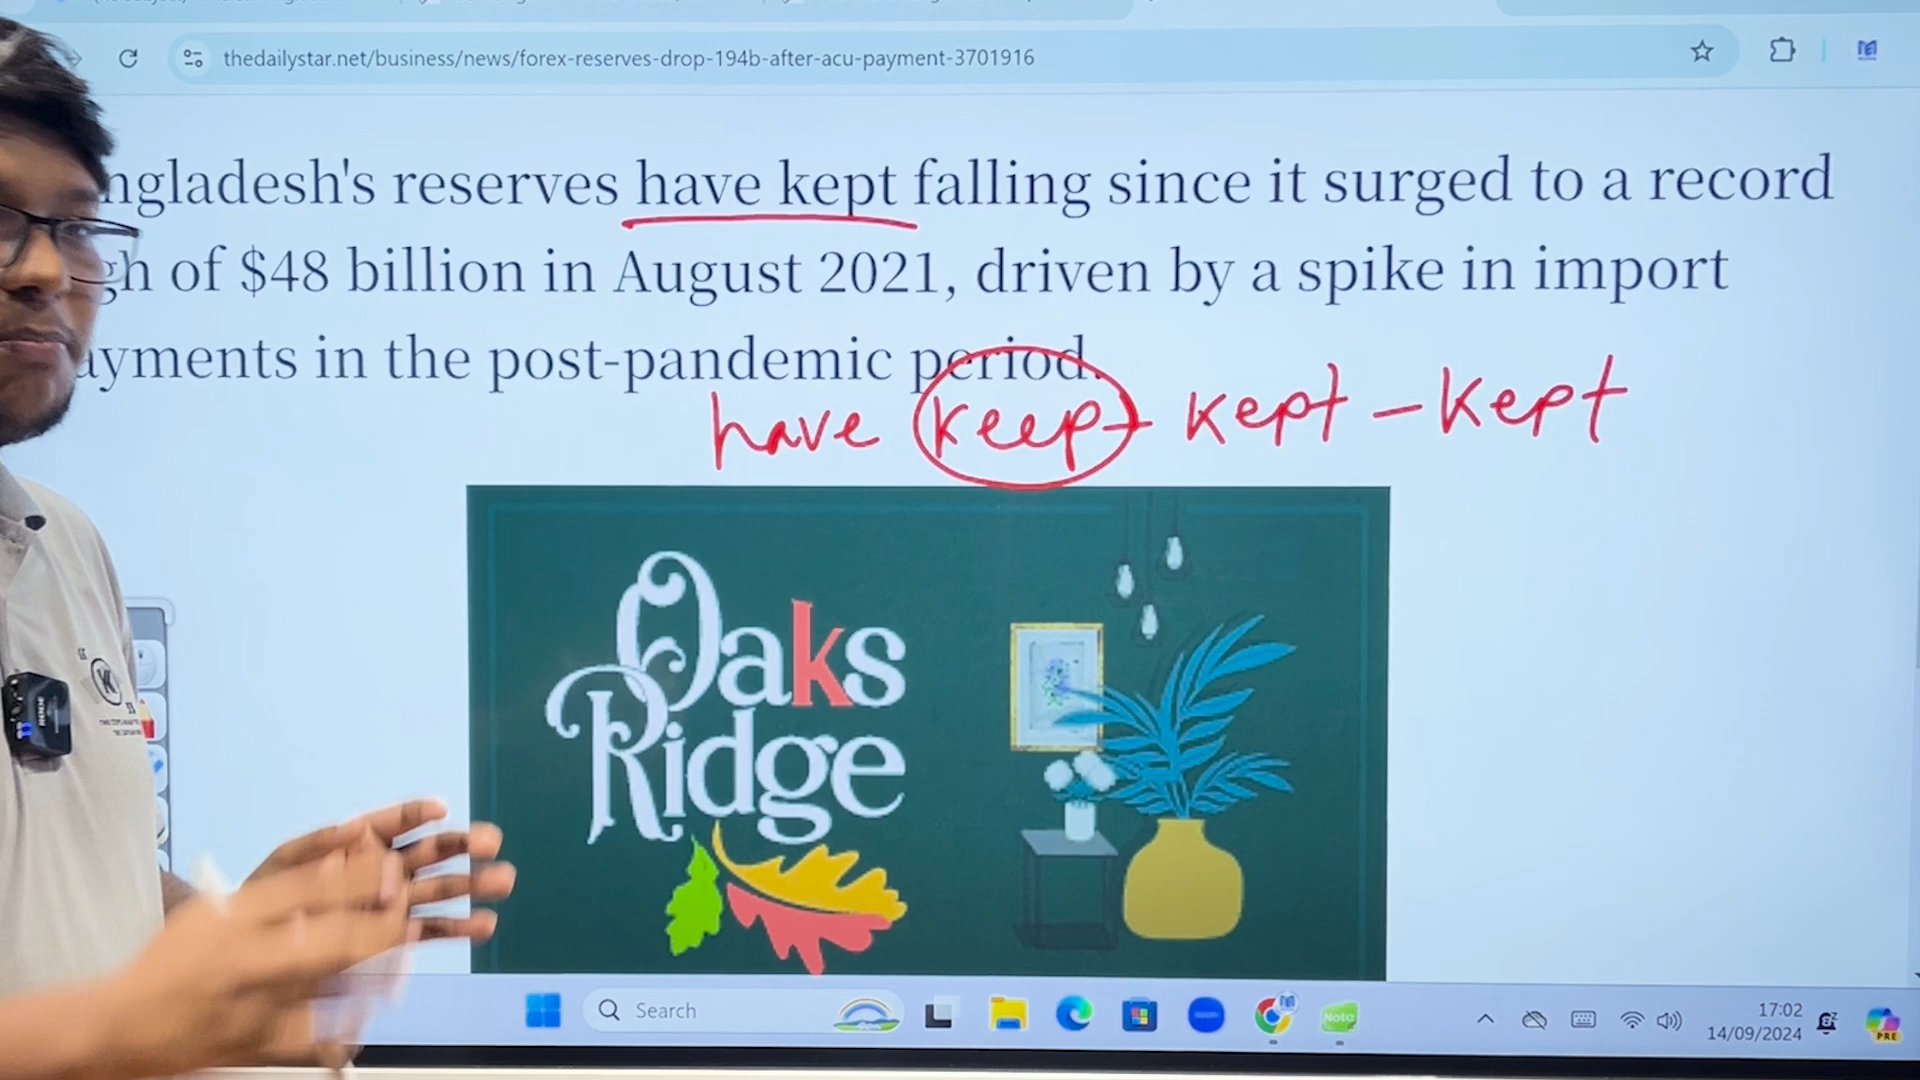 thedailystar.net/business/news/forex-reserves-drop-194b-after-acu-payment-3701916
ngladesh's reserves have kept falling since it surged to a record
gh of $48 billion in August 2021, driven by a spike in import
ayments in the post-pandemic period.
have keep - kept - kept
Oaks
Ridge
K
Search
Note
17:02
14/09/2024
PRE